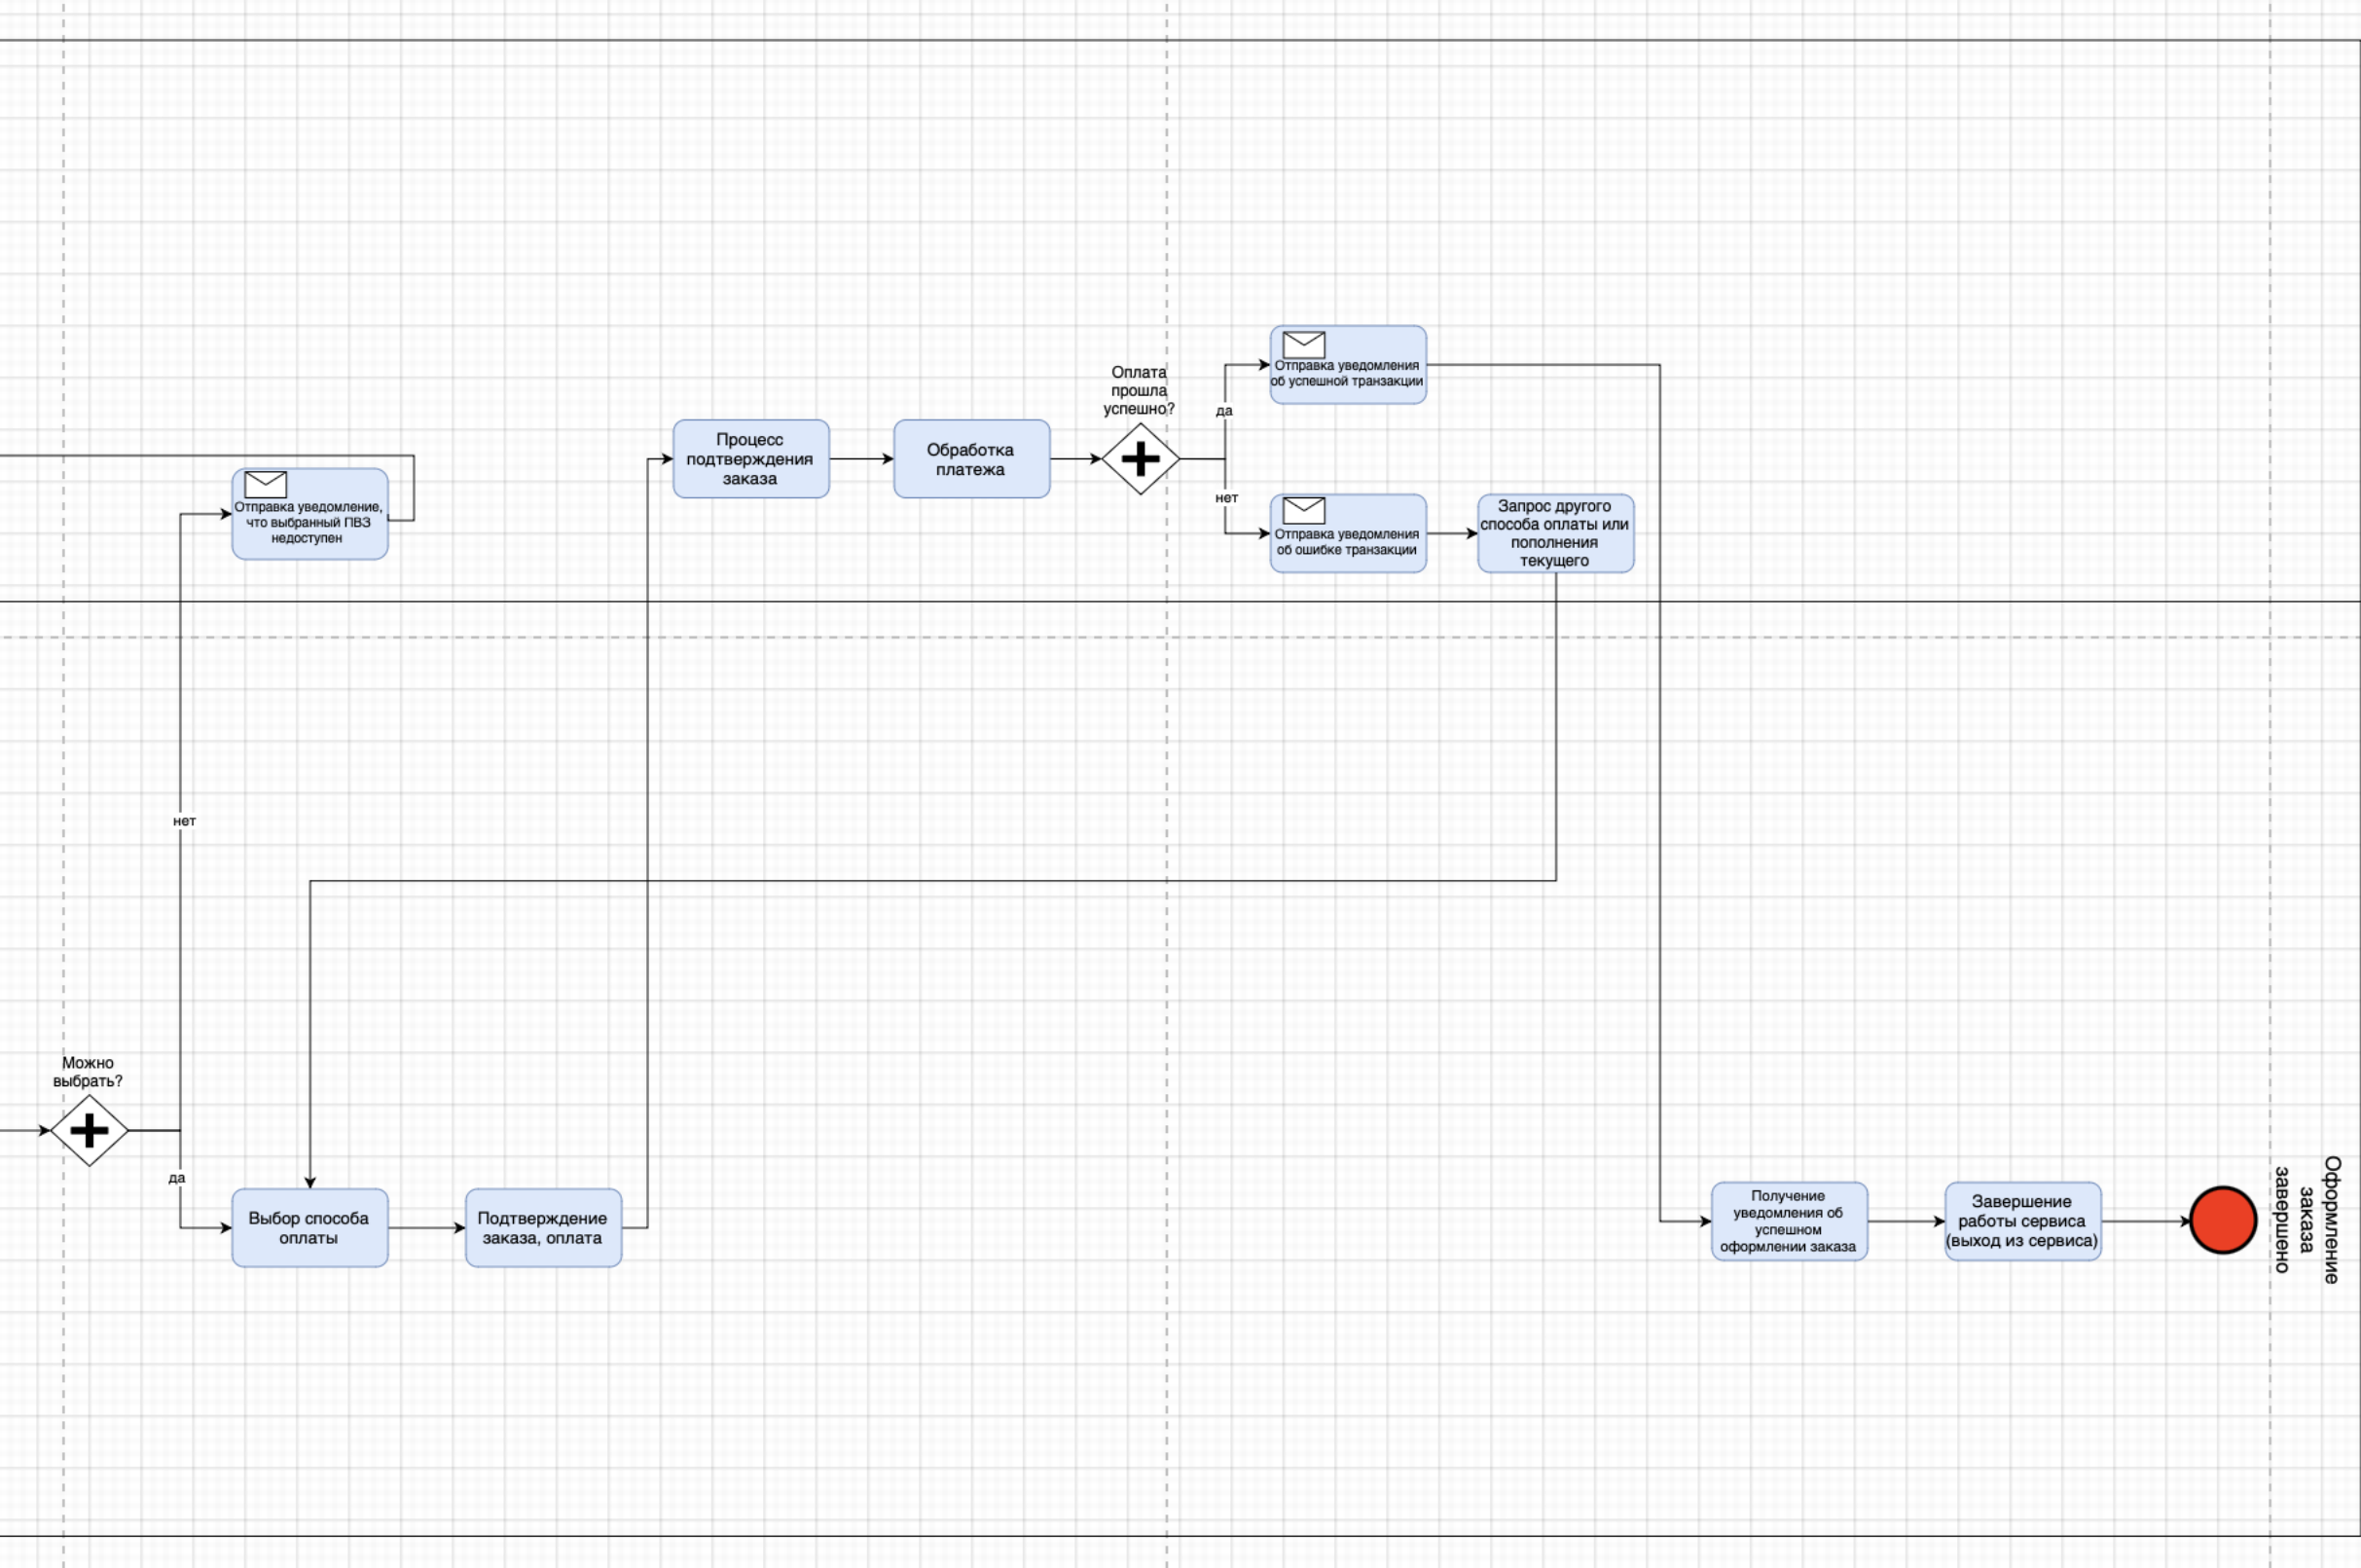 Отправка уведомления
об успешной транзакции
Оплата
прошла
успешно?
да
Процесс
подтверждения
заказа
Обработка
платежа
Отправка уведомление,
что выбранный ПВЗ
недоступен
нет
Отправка уведомления
об ошибке транзакции
Запрос другого
способа оплаты или
пополнения
текущего
нет
Можно
выбрать?
да
Выбор способа
оплаты
Подтверждение
заказа, оплата
Получение
уведомления об
успешном
оформлении заказа
Завершение
работы сервиса
(выход из сервиса)
Оформление
заказа
завершено